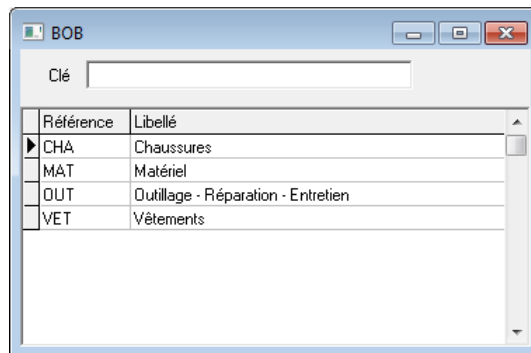 BOB
Clé
Référence Libellé
CHA Chaussures
MAT Matériel
OUT Outillage - Réparation - Entretien
VET Vêtements